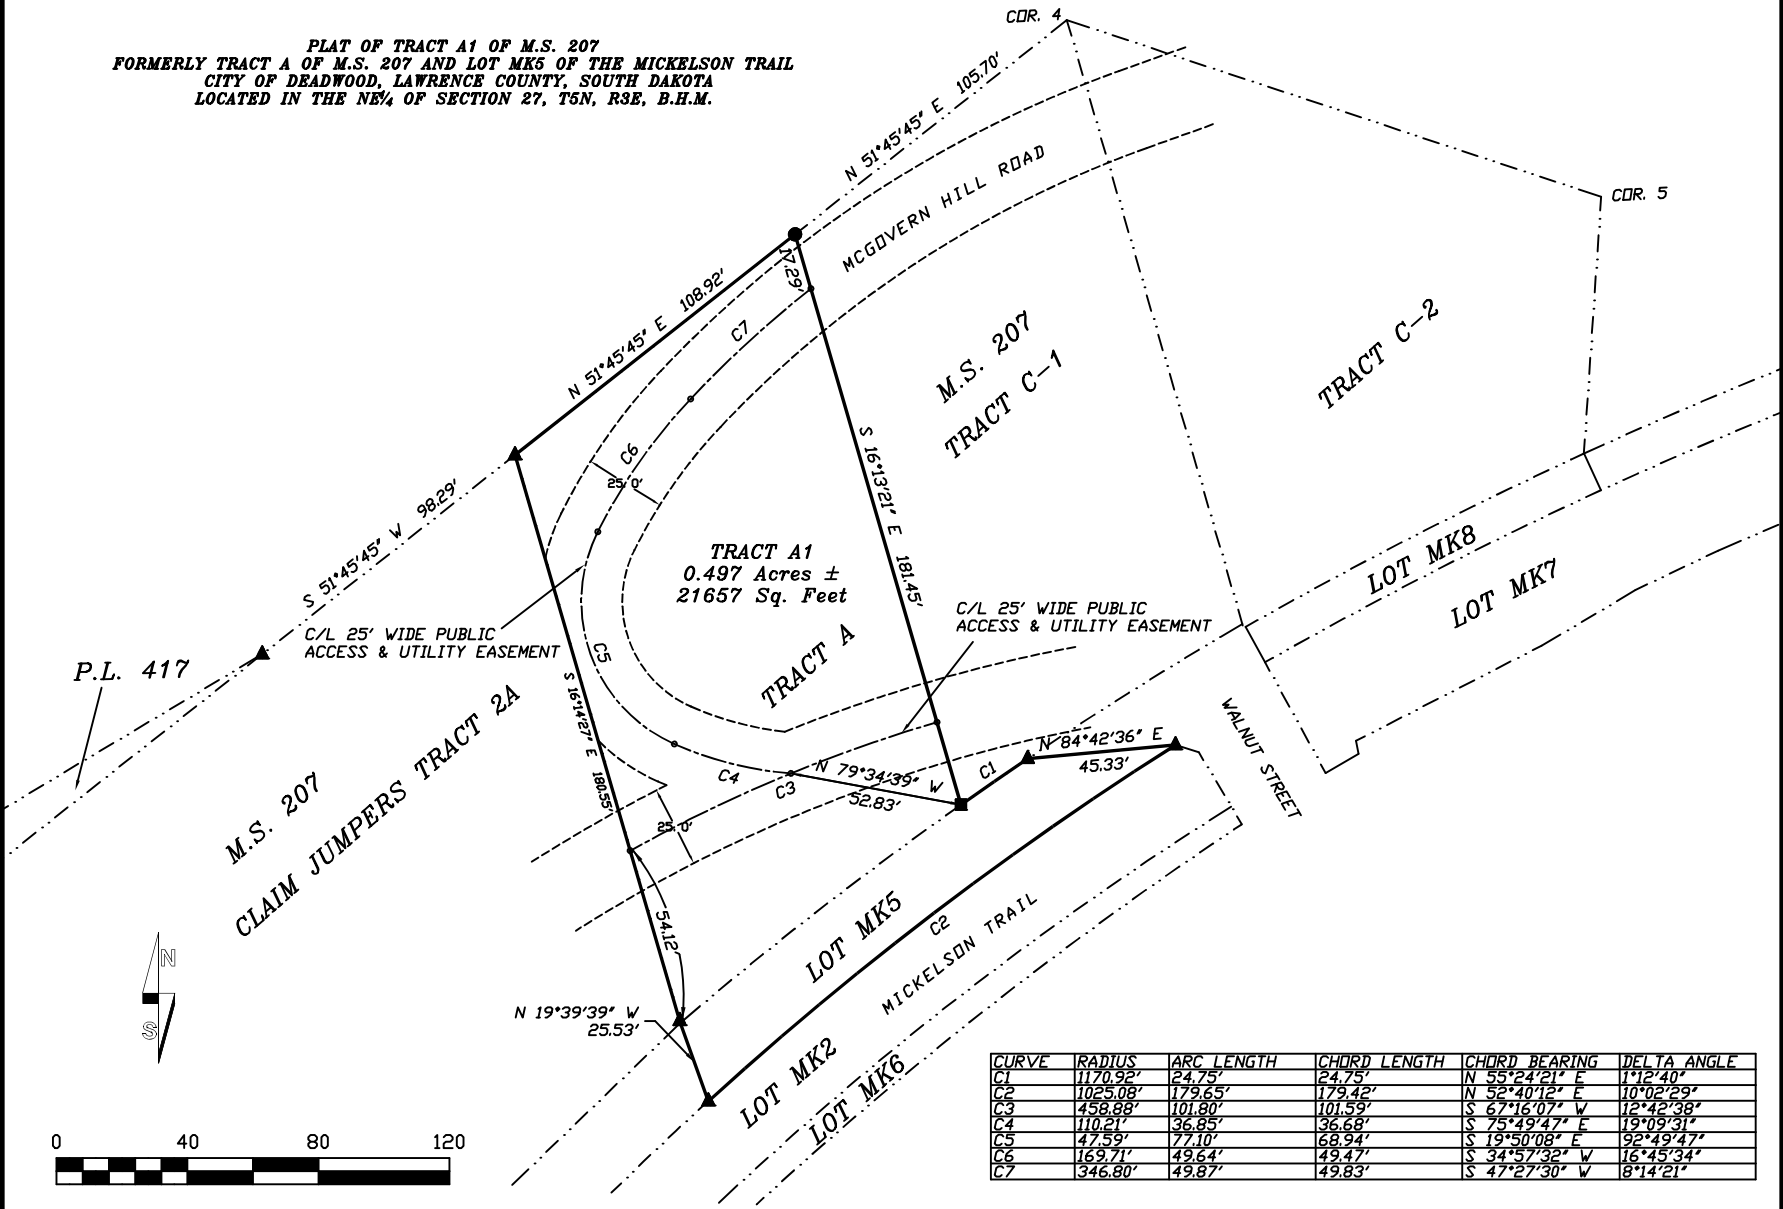 PLAT OF TRACT A1 OF M.S. 207
FORMERLY TRACT A OF M.S. 207 AND LOT MK5 OF THE MICKELSON TRAIL
CITY OF DEADWOOD, LAWRENCE COUNTY, SOUTH DAKOTA
LOCATED IN THE NE¼ OF SECTION 27, T5N, R3E, B.H.M.
COR. 4
N 51°45'45" E 105.70'
COR. 5
MCGOVERN HILL ROAD
17.29'
N 51°45'45" E 108.92'
C7
M.S. 207
TRACT C-1
TRACT C-2
C6
25.0'
S 16°13'21" E 181.45'
S 51°45'45" W 98.29'
TRACT A1
0.497 Acres ±
21657 Sq. Feet
LOT MK8
LOT MK7
C/L 25' WIDE PUBLIC
ACCESS & UTILITY EASEMENT
C/L 25' WIDE PUBLIC
ACCESS & UTILITY EASEMENT
P.L. 417
C5
TRACT A
S 16°14'27" E 180.55'
WALNUT STREET
M.S. 207
CLAIM JUMPERS TRACT 2A
C4
C3
N 79°34'39" W
52.83'
C1
N 84°42'36" E
45.33'
25.0'
54.12'
LOT MK5
C2
MICKELSON TRAIL
N
S
N 19°39'39" W
25.53'
LOT MK2
LOT MK6
0 40 80 120
CURVE RADIUS ARC LENGTH CHORD LENGTH CHORD BEARING DELTA ANGLE
C1 1170.92' 24.75' 24.75' N 55°24'21" E 1°12'40"
C2 1025.08' 179.65' 179.42' N 52°40'12" E 10°02'29"
C3 458.88' 101.80' 101.59' S 67°16'07" W 12°42'38"
C4 110.21' 36.85' 36.68' S 75°49'47" E 19°09'31"
C5 47.59' 77.10' 68.94' S 19°50'08" E 92°49'47"
C6 169.71' 49.64' 49.47' S 34°57'32" W 16°45'34"
C7 346.80' 49.87' 49.83' S 47°27'30" W 8°14'21"